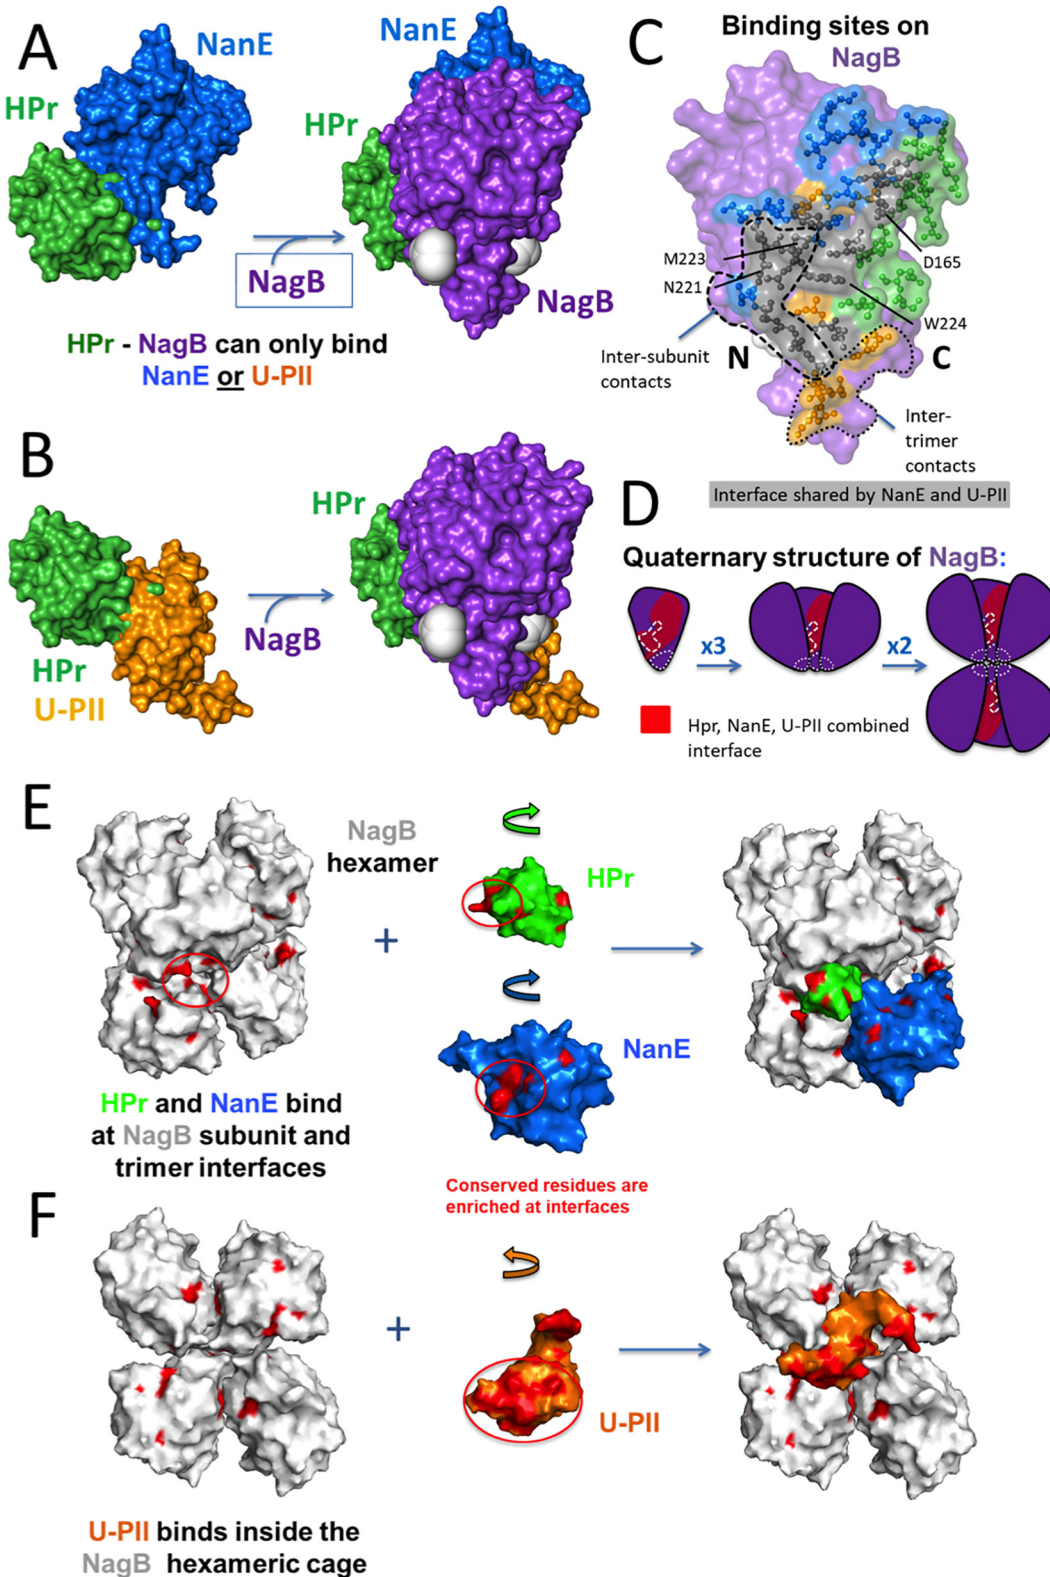 A
NanE
HPr
NagB
NanE
HPr
NagB
HPr - NagB can only bind
NanE or U-PII
B
HPr
U-PII
NagB
HPr
C
Binding sites on
NagB
M223
N221
D165
W224
Inter-subunit
contacts
N
C
Inter-
trimer
contacts
Interface shared by NanE and U-PII
D
Quaternary structure of NagB:
x3
x2
Hpr, NanE, U-PII combined
interface
E
NagB
hexamer
+
HPr
NanE
HPr and NanE bind
at NagB subunit and
trimer interfaces
Conserved residues are
enriched at interfaces
F
+
U-PII
U-PII binds inside the
NagB hexameric cage